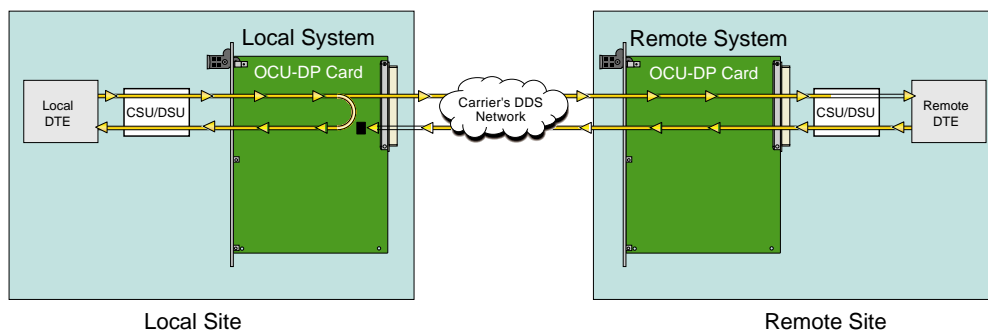 Local System
Remote System
OCU-DP Card
OCU-DP Card
Local
DTE
CSU/DSU
Carrier's DDS
Network
CSU/DSU
Remote
DTE
Local Site
Remote Site